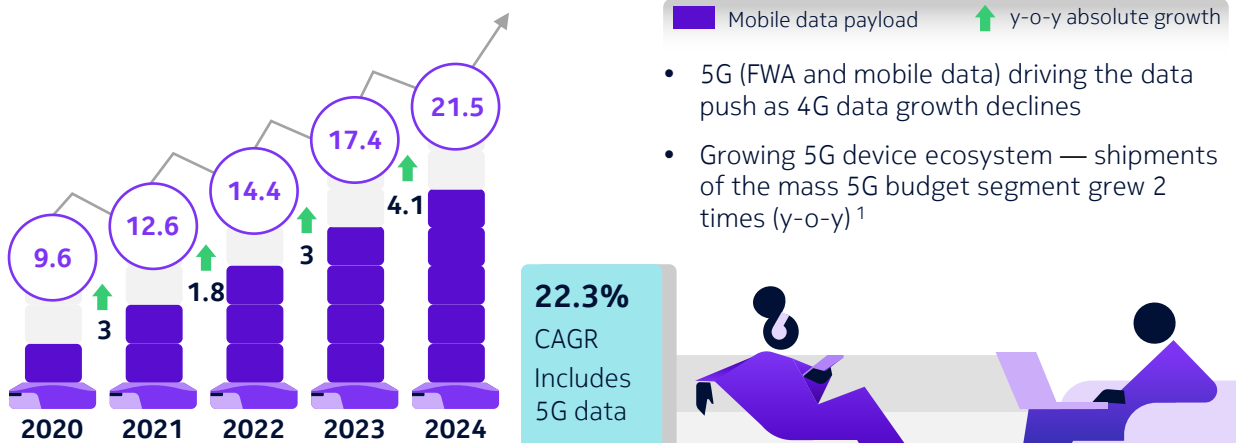 Mobile data payload
y-o-y absolute growth
• 5G (FWA and mobile data) driving the data
push as 4G data growth declines
• Growing 5G device ecosystem — shipments
of the mass 5G budget segment grew 2
times (y-o-y) 1
9.6
12.6
14.4
17.4
21.5
3
1.8
3
4.1
2020
2021
2022
2023
2024
22.3%
CAGR
Includes
5G data